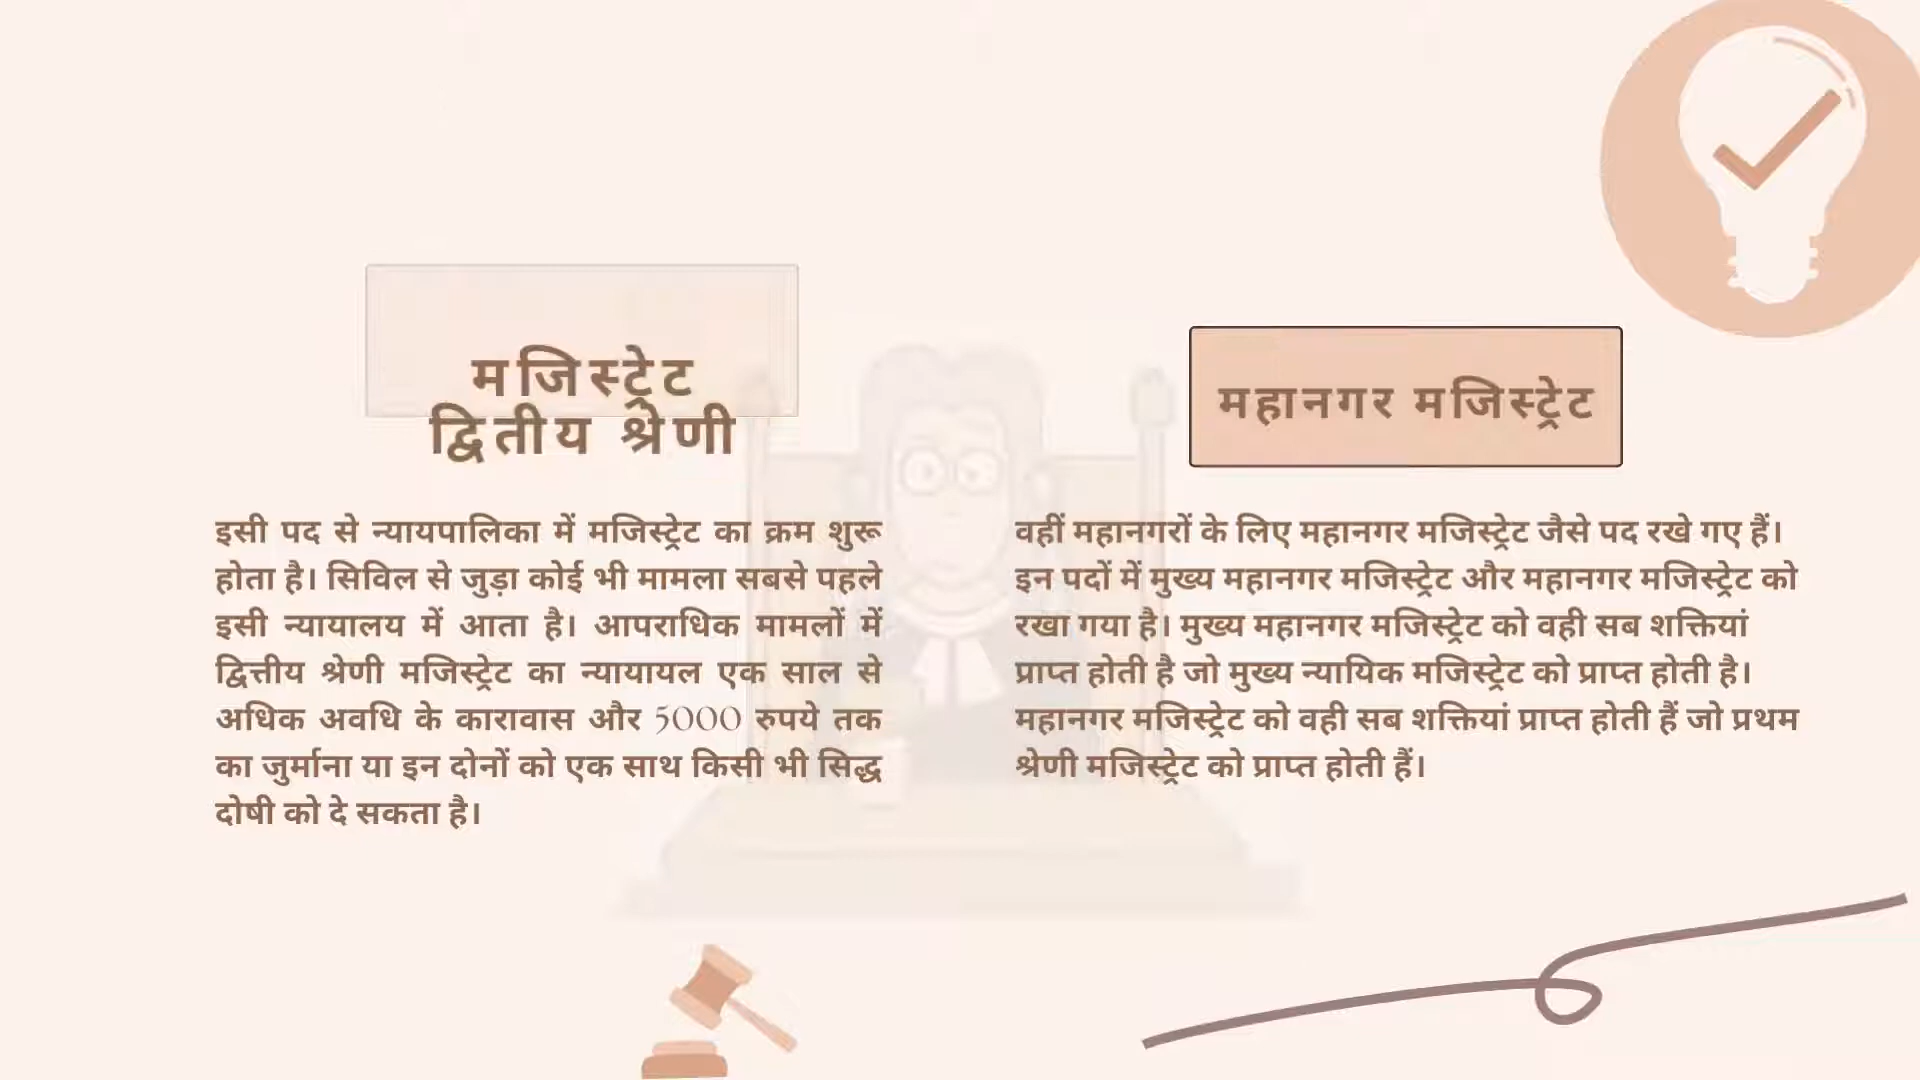 मजिस्ट्रेट
द्वितीय श्रेणी
इसी पद से न्यायपालिका में मजिस्ट्रेट का क्रम शुरू
होता है। सिविल से जुड़ा कोई भी मामला सबसे पहले
इसी न्यायालय में आता है। आपराधिक मामलों में
द्वित्तीय श्रेणी मजिस्ट्रेट का न्यायायल एक साल से
अधिक अवधि के कारावास और 5000 रुपये तक
का जुर्माना या इन दोनों को एक साथ किसी भी सिद्ध
दोषी को दे सकता है।
महानगर मजिस्ट्रेट
वहीं महानगरों के लिए महानगर मजिस्ट्रेट जैसे पद रखे गए हैं।
इन पदों में मुख्य महानगर मजिस्ट्रेट और महानगर मजिस्ट्रेट को
रखा गया है। मुख्य महानगर मजिस्ट्रेट को वही सब शक्तियां
प्राप्त होती है जो मुख्य न्यायिक मजिस्ट्रेट को प्राप्त होती है।
महानगर मजिस्ट्रेट को वही सब शक्तियां प्राप्त होती हैं जो प्रथम
श्रेणी मजिस्ट्रेट को प्राप्त होती हैं।